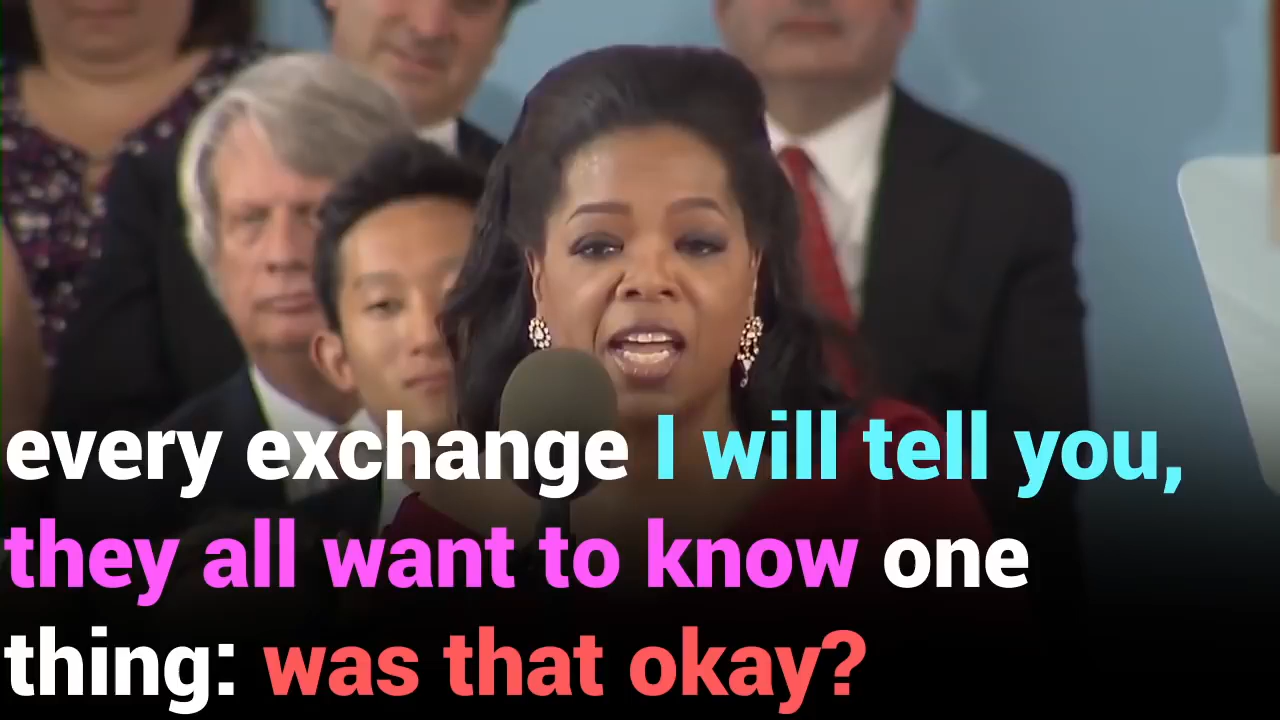 every exchange I will tell you,
they all want to know one
thing: was that okay?